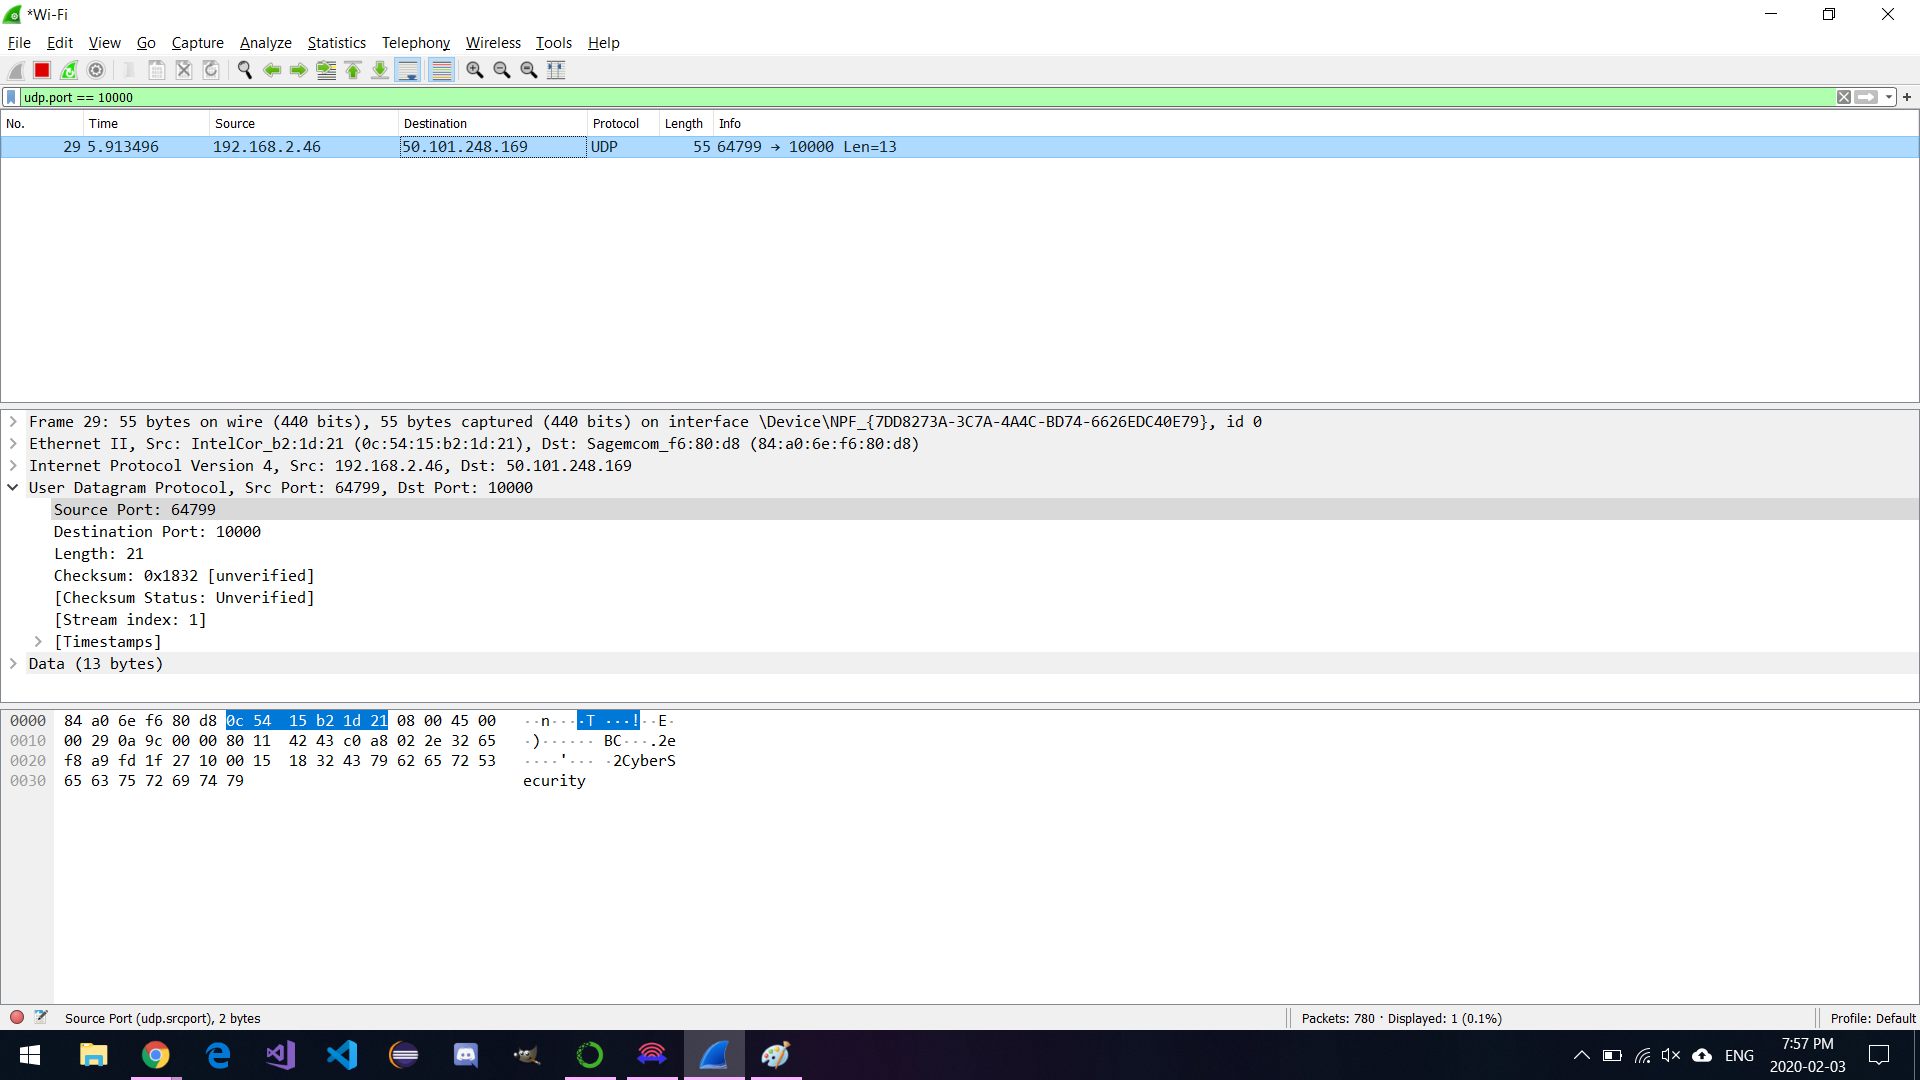 *Wi-Fi
File Edit View Go Capture Analyze Statistics Telephony Wireless Tools Help
udp.port == 10000
No. Time Source Destination Protocol Length Info
29 5.913496 192.168.2.46 50.101.248.169 UDP 55 64799 → 10000 Len=13
Frame 29: 55 bytes on wire (440 bits), 55 bytes captured (440 bits) on interface \Device\NPF_{7DD8273A-3C7A-4A4C-BD74-6626EDC40E79}, id 0
Ethernet II, Src: IntelCor_b2:1d:21 (0c:54:15:b2:1d:21), Dst: Sagemcom_f6:80:d8 (84:a0:6e:f6:80:d8)
Internet Protocol Version 4, Src: 192.168.2.46, Dst: 50.101.248.169
User Datagram Protocol, Src Port: 64799, Dst Port: 10000
Source Port: 64799
Destination Port: 10000
Length: 21
Checksum: 0x1832 [unverified]
[Checksum Status: Unverified]
[Stream index: 1]
[Timestamps]
Data (13 bytes)
0000 84 a0 6e f6 80 d8 0c 54 15 b2 1d 21 08 00 45 00 ··n····T ···!··E·
0010 00 29 0a 9c 00 00 80 11 42 43 c0 a8 02 2e 32 65 ·)······ BC···.2e
0020 f8 a9 fd 1f 27 10 00 15 18 32 43 79 62 65 72 53 ····'··· ·2CyberS
0030 65 63 75 72 69 74 79 ecurity
Source Port (udp.srcport), 2 bytes
Packets: 780 · Displayed: 1 (0.1%)
Profile: Default
ENG
7:57 PM
2020-02-03